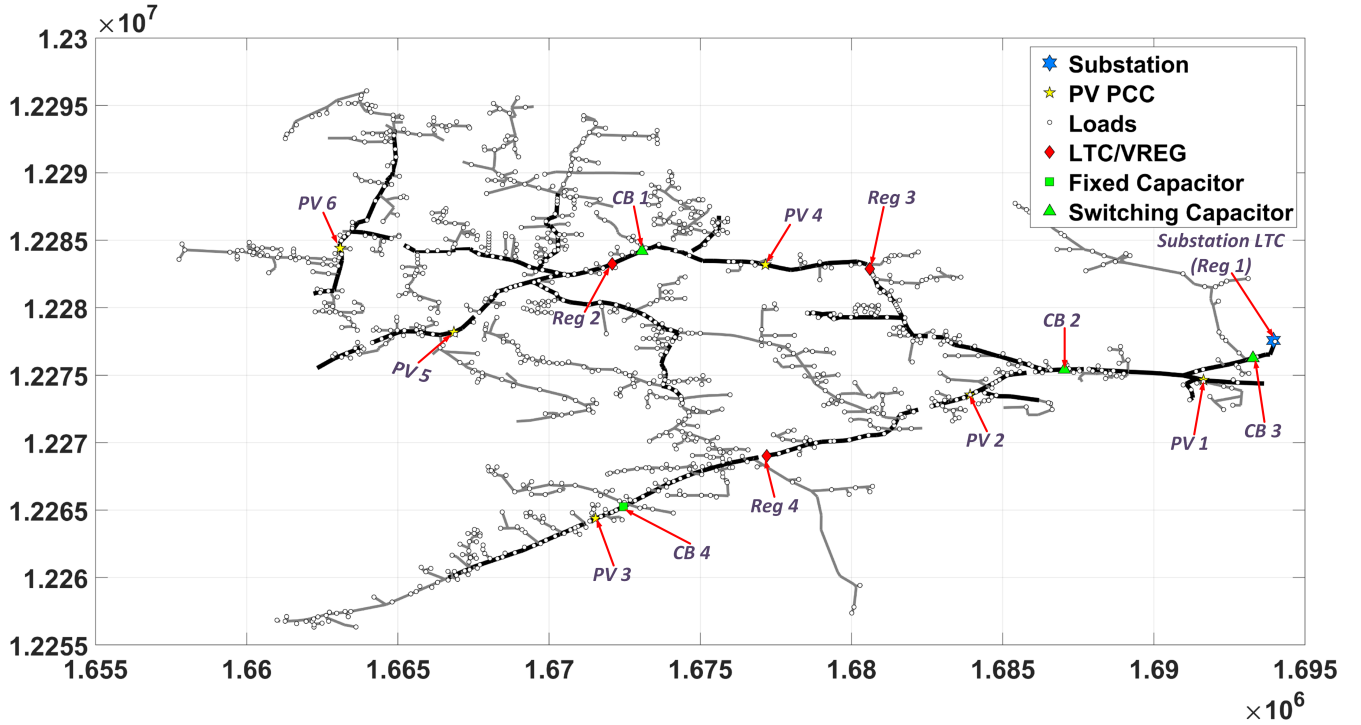 ×10⁷
1.23
1.2295
1.229
1.2285
1.228
1.2275
1.227
1.2265
1.226
1.2255
Substation
PV PCC
Loads
LTC/VREG
Fixed Capacitor
Switching Capacitor
PV 6
CB 1
PV 4
Reg 3
Substation LTC
(Reg 1)
Reg 2
CB 2
PV 5
PV 2
PV 1
CB 3
Reg 4
CB 4
PV 3
1.655
1.66
1.665
1.67
1.675
1.68
1.685
1.69
1.695
×10⁶